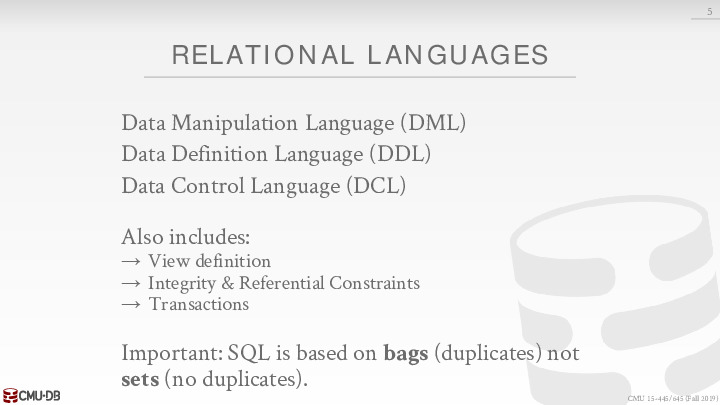 5
RELATIONAL LANGUAGES
Data Manipulation Language (DML)
Data Definition Language (DDL)
Data Control Language (DCL)
Also includes:
→ View definition
→ Integrity & Referential Constraints
→ Transactions
Important: SQL is based on bags (duplicates) not
sets (no duplicates).
CMU·DB
CMU 15-445/645 (Fall 2019)